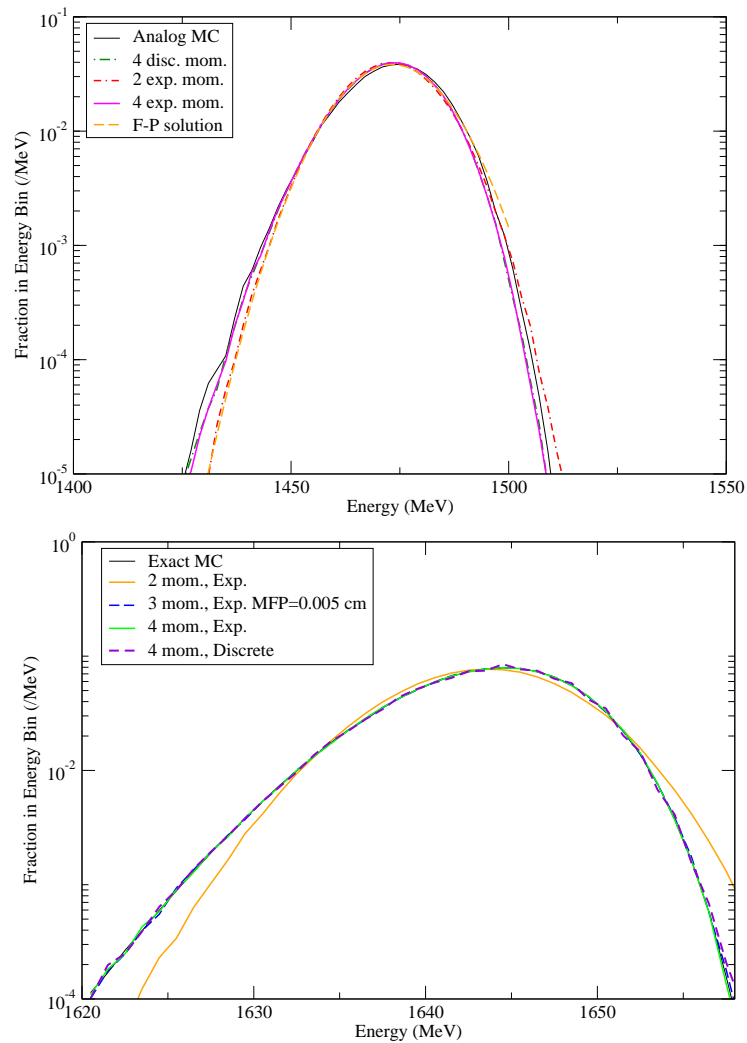 10^-1
Analog MC
4 disc. mom.
2 exp. mom.
4 exp. mom.
F-P solution
10^-2
10^-3
10^-4
10^-5
Fraction in Energy Bin (/MeV)
1400 1450 1500 1550
Energy (MeV)
10^0
Exact MC
2 mom., Exp.
3 mom., Exp. MFP=0.005 cm
4 mom., Exp.
4 mom., Discrete
10^-2
10^-4
Fraction in Energy Bin (/MeV)
1620 1630 1640 1650
Energy (MeV)